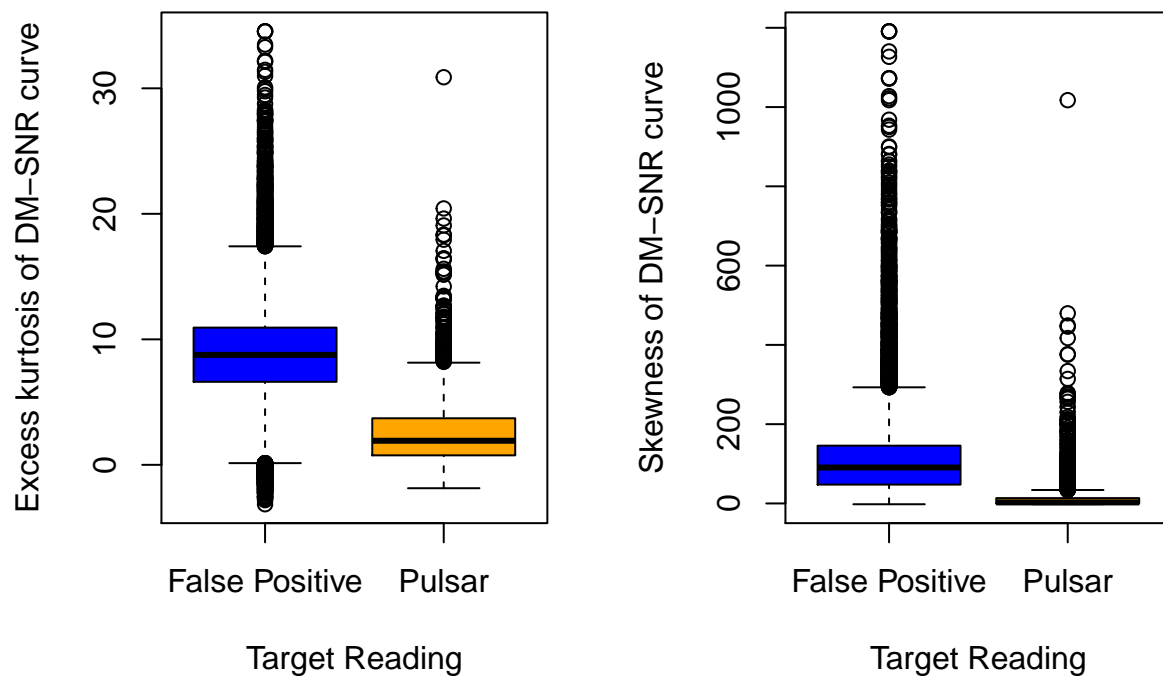 Excess kurtosis of DM−SNR curve
30
20
10
0
False Positive Pulsar
Target Reading
Skewness of DM−SNR curve
1000
600
200
0
False Positive Pulsar
Target Reading